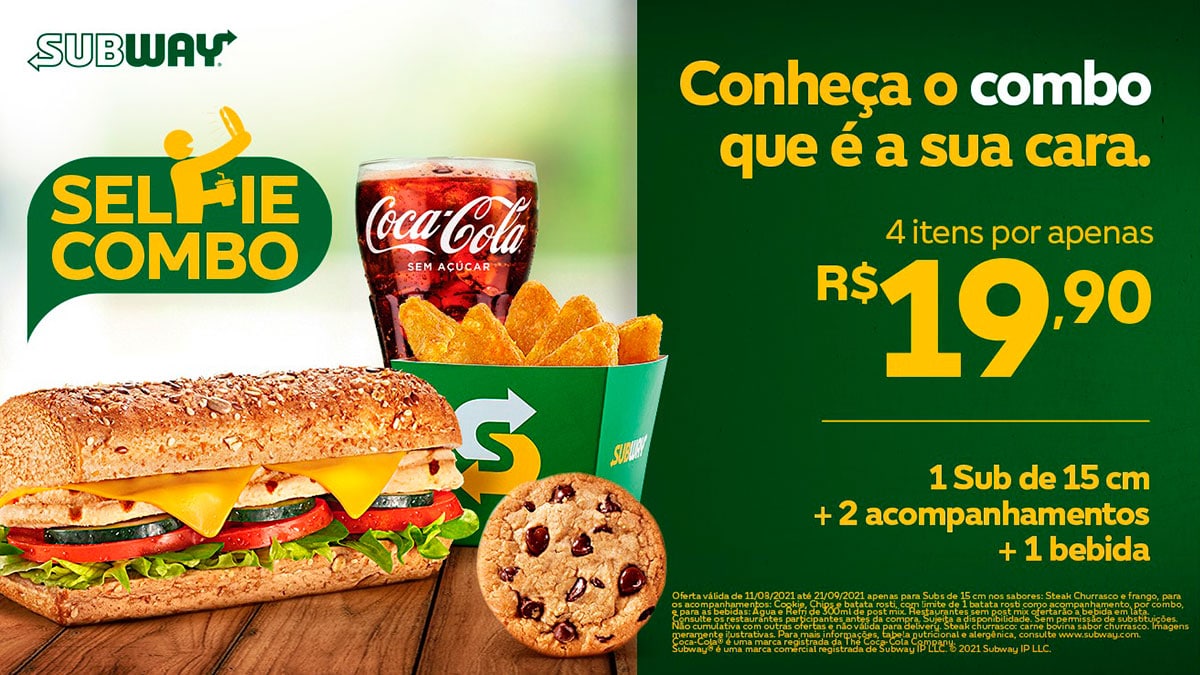 SUBWAY®
SELFIE
COMBO
Coca-Cola
SEM AÇÚCAR
SUBWAY
Conheça o combo
que é a sua cara.
4 itens por apenas
R$19,90
1 Sub de 15 cm
+ 2 acompanhamentos
+ 1 bebida
Oferta válida de 11/08/2021 até 21/09/2021 apenas para Subs de 15 cm nos sabores: Steak Churrasco e frango, para
os acompanhamentos: Cookie, Chips e batata rosti, com limite de 1 batata rosti como acompanhamento, por combo,
e para as bebidas: Água e Refri de 300ml de post mix. Restaurantes sem post mix ofertarão a bebida em lata.
Consulte os restaurantes participantes antes da compra. Sujeita a disponibilidade. Sem permissão de substituições.
Não cumulativa com outras ofertas e não válida para delivery. Steak churrasco: carne bovina sabor churrasco. Imagens
meramente ilustrativas. Para mais informações, tabela nutricional e alergênica, consulte www.subway.com.
Coca-Cola® é uma marca registrada da The Coca-Cola Company.
Subway® é uma marca comercial registrada de Subway IP LLC. © 2021 Subway IP LLC.